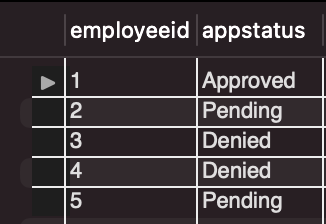 employeeid appstatus
1 Approved
2 Pending
3 Denied
4 Denied
5 Pending